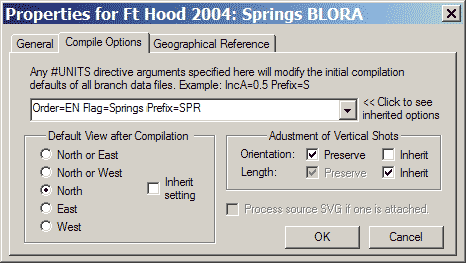 Properties for Ft Hood 2004: Springs BLORA
General
Compile Options
Geographical Reference
Any #UNITS directive arguments specified here will modify the initial compilation
defaults of all branch data files. Example: IncA=0.5 Prefix=S
Order=EN Flag=Springs Prefix=SPR
<< Click to see
inherited options
Default View after Compilation
North or East
North or West
North
East
West
Inherit
setting
Adustment of Vertical Shots
Orientation: Preserve Inherit
Length: Preserve Inherit
Process source SVG if one is attached.
OK
Cancel